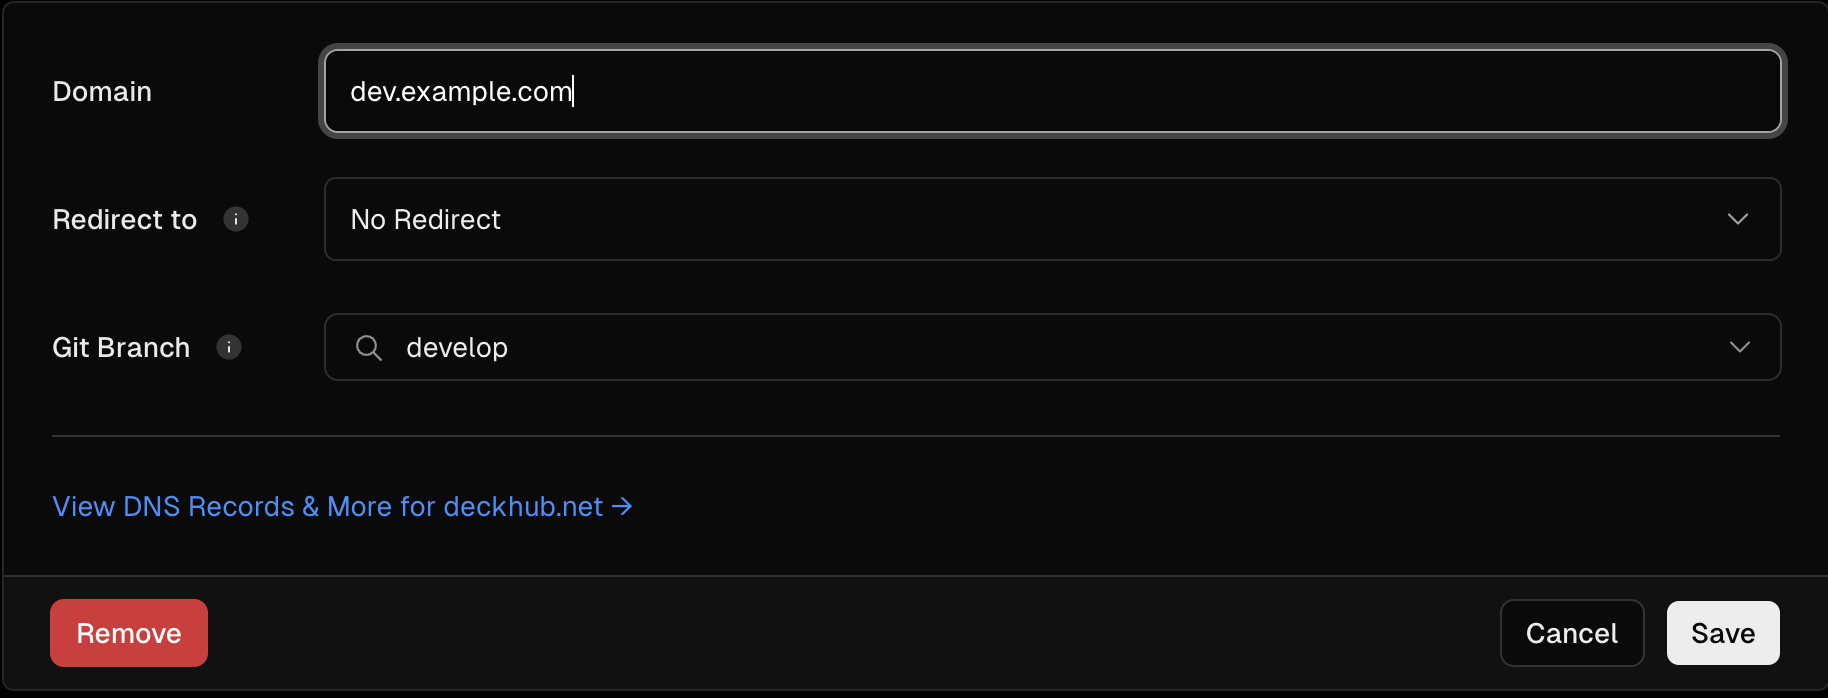 Domain
dev.example.com
Redirect to
No Redirect
Git Branch
develop
View DNS Records & More for deckhub.net →
Remove
Cancel
Save